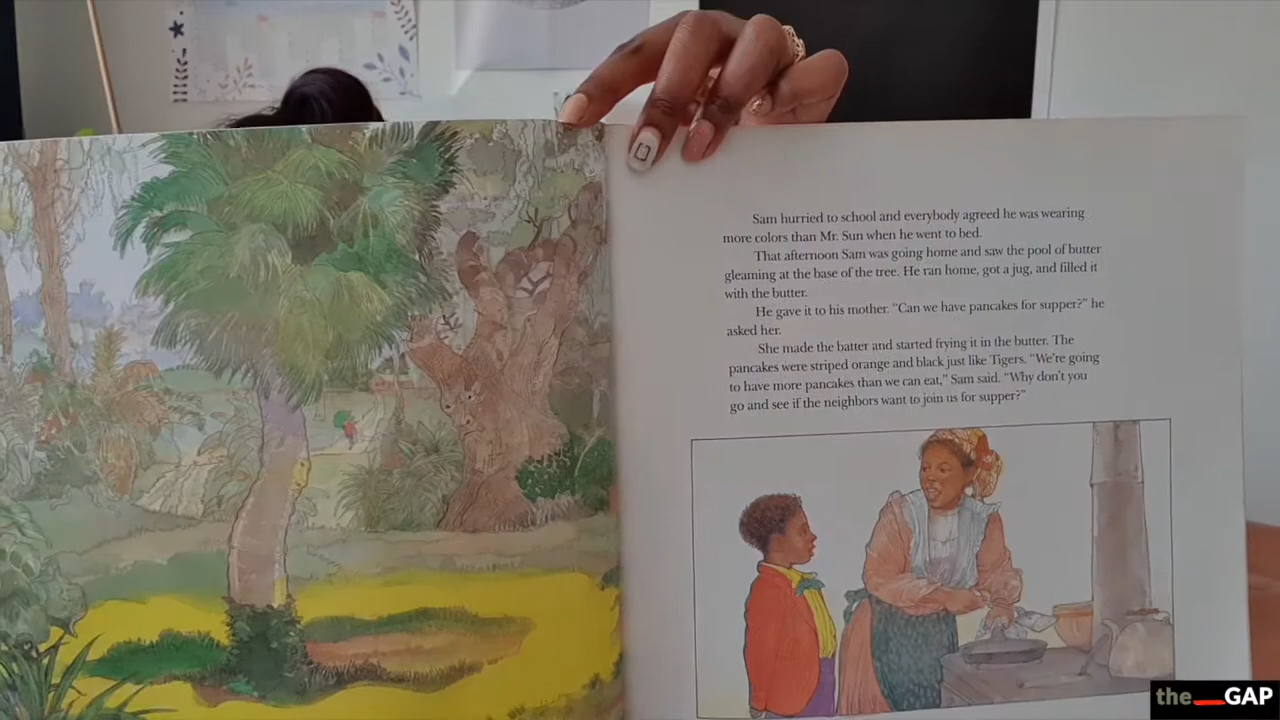 Sam hurried to school and everybody agreed he was wearing
more colors than Mr. Sun when he went to bed.
That afternoon Sam was going home and saw the pool of butter
gleaming at the base of the tree. He ran home, got a jug, and filled it
with the butter.
He gave it to his mother. “Can we have pancakes for supper?” he
asked her.
She made the batter and started frying it in the butter. The
pancakes were striped orange and black just like Tigers. “We’re going
to have more pancakes than we can eat,” Sam said. “Why don’t you
go and see if the neighbors want to join us for supper?”
the__GAP